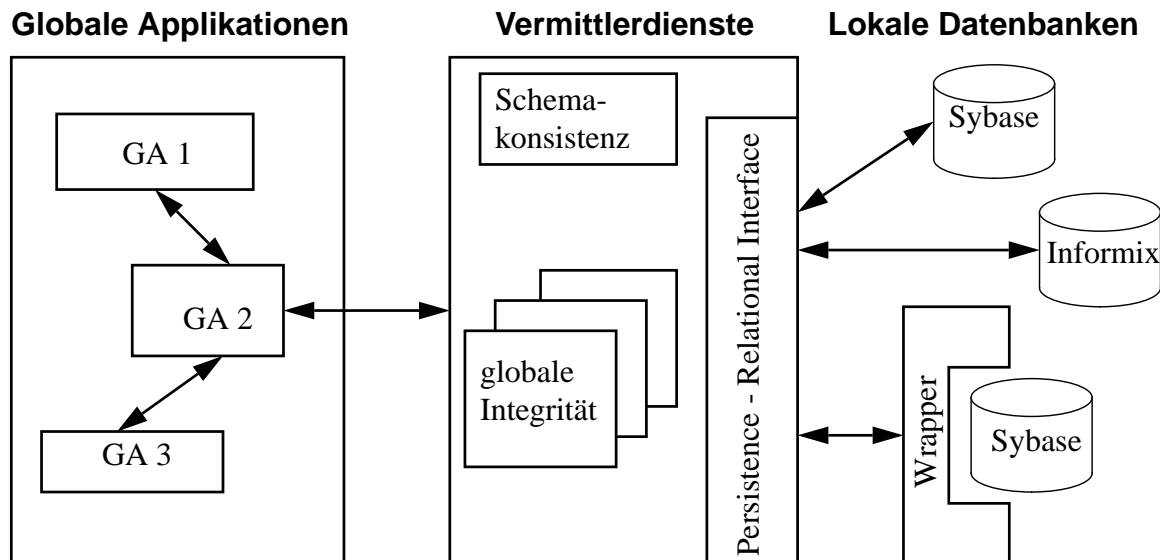 Globale Applikationen
Vermittlerdienste
Lokale Datenbanken
GA 1
GA 2
GA 3
Schema-
konsistenz
globale
Integrität
Persistence - Relational Interface
Sybase
Informix
Wrapper
Sybase